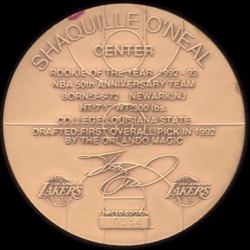 SHAQUILLE O'NEAL
CENTER
ROOKIE OF THE YEAR 1992-93
NBA 50th ANNIVERSARY TEAM
BORN:3-6-72 NEWARK NJ
HT:7'1" WT:300 lbs.
COLLEGE:LOUISIANA STATE
DRAFTED:FIRST OVERALL PICK IN 1992
BY THE ORLANDO MAGIC
LAKERS LAKERS
LIMITED EDITION